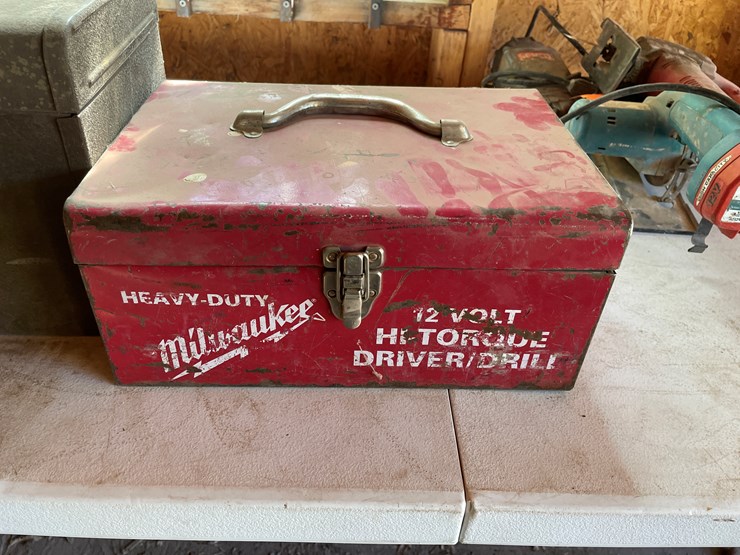 HEAVY-DUTY
Milwaukee
12 VOLT
HI-TORQUE
DRIVER/DRILL